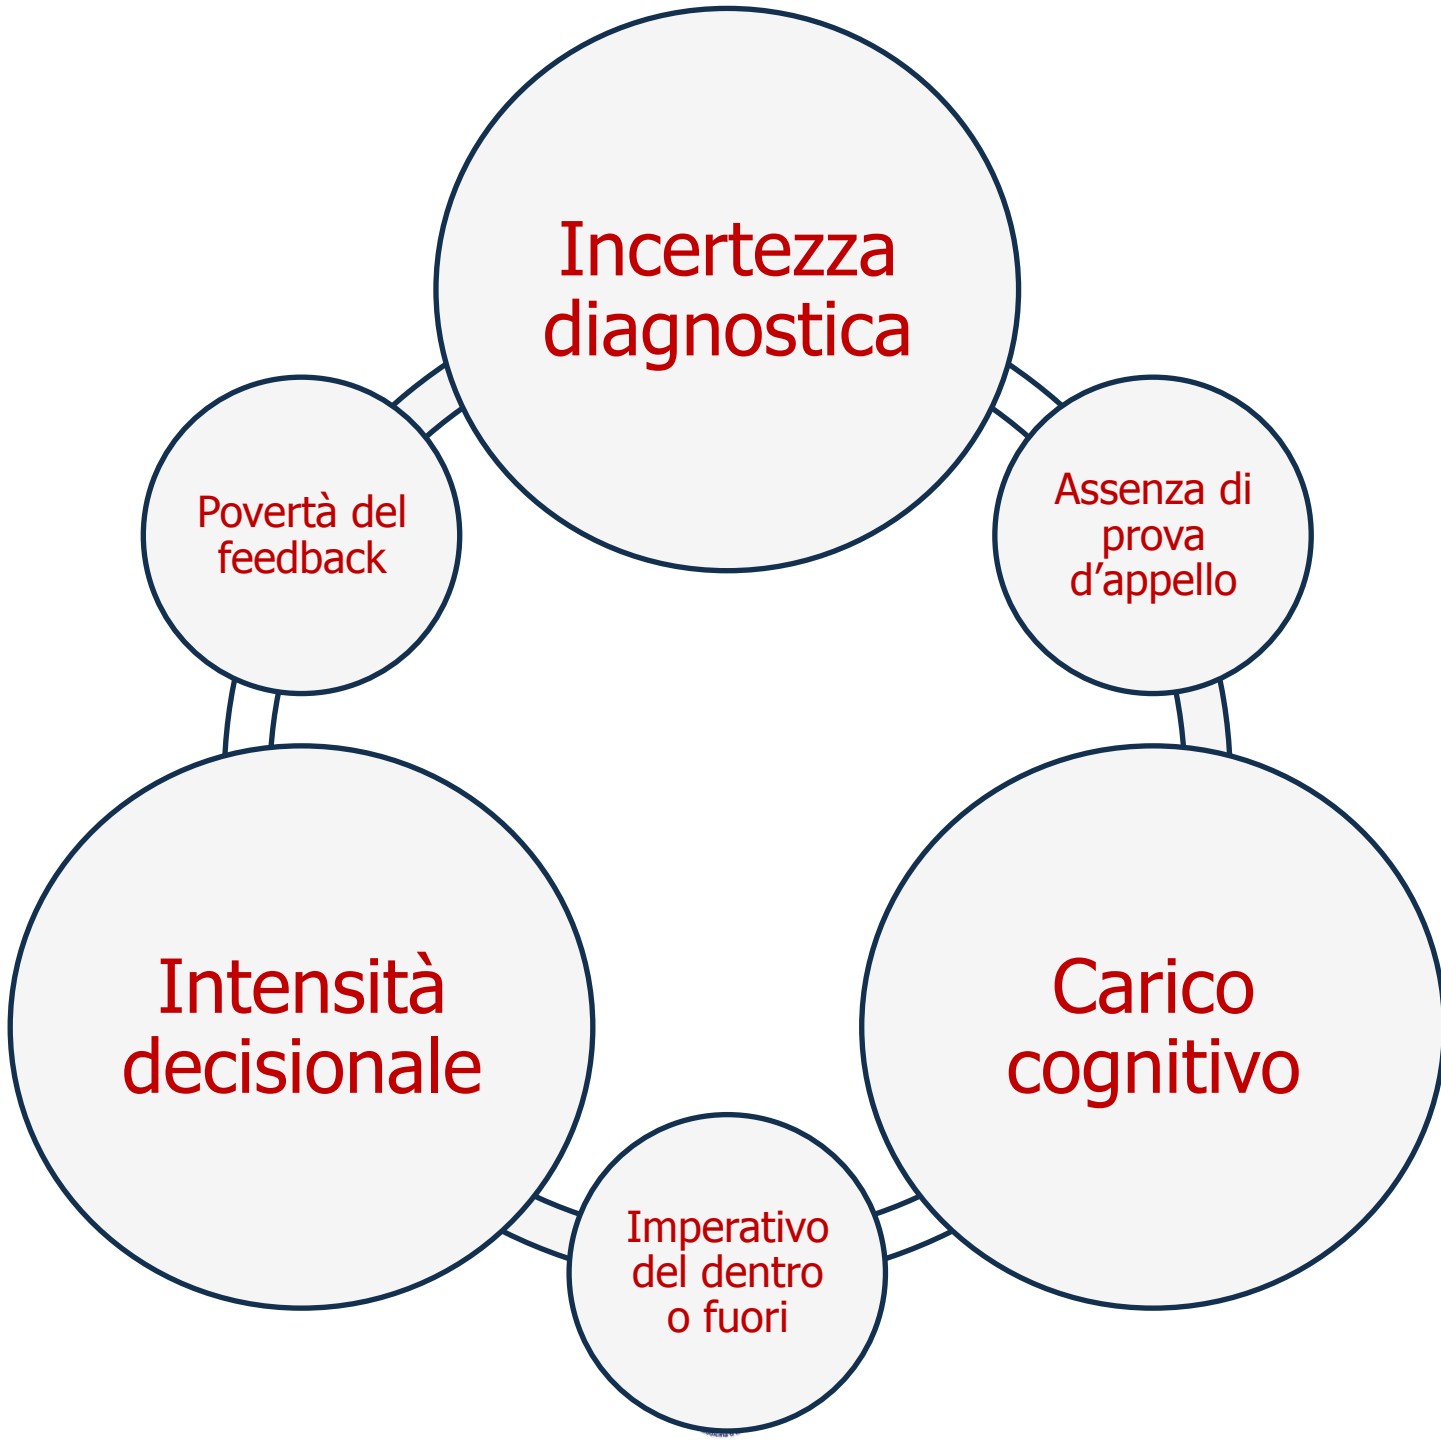 Incertezza
diagnostica
Assenza di
prova
d’appello
Carico
cognitivo
Imperativo
del dentro
o fuori
Intensità
decisionale
Povertà del
feedback